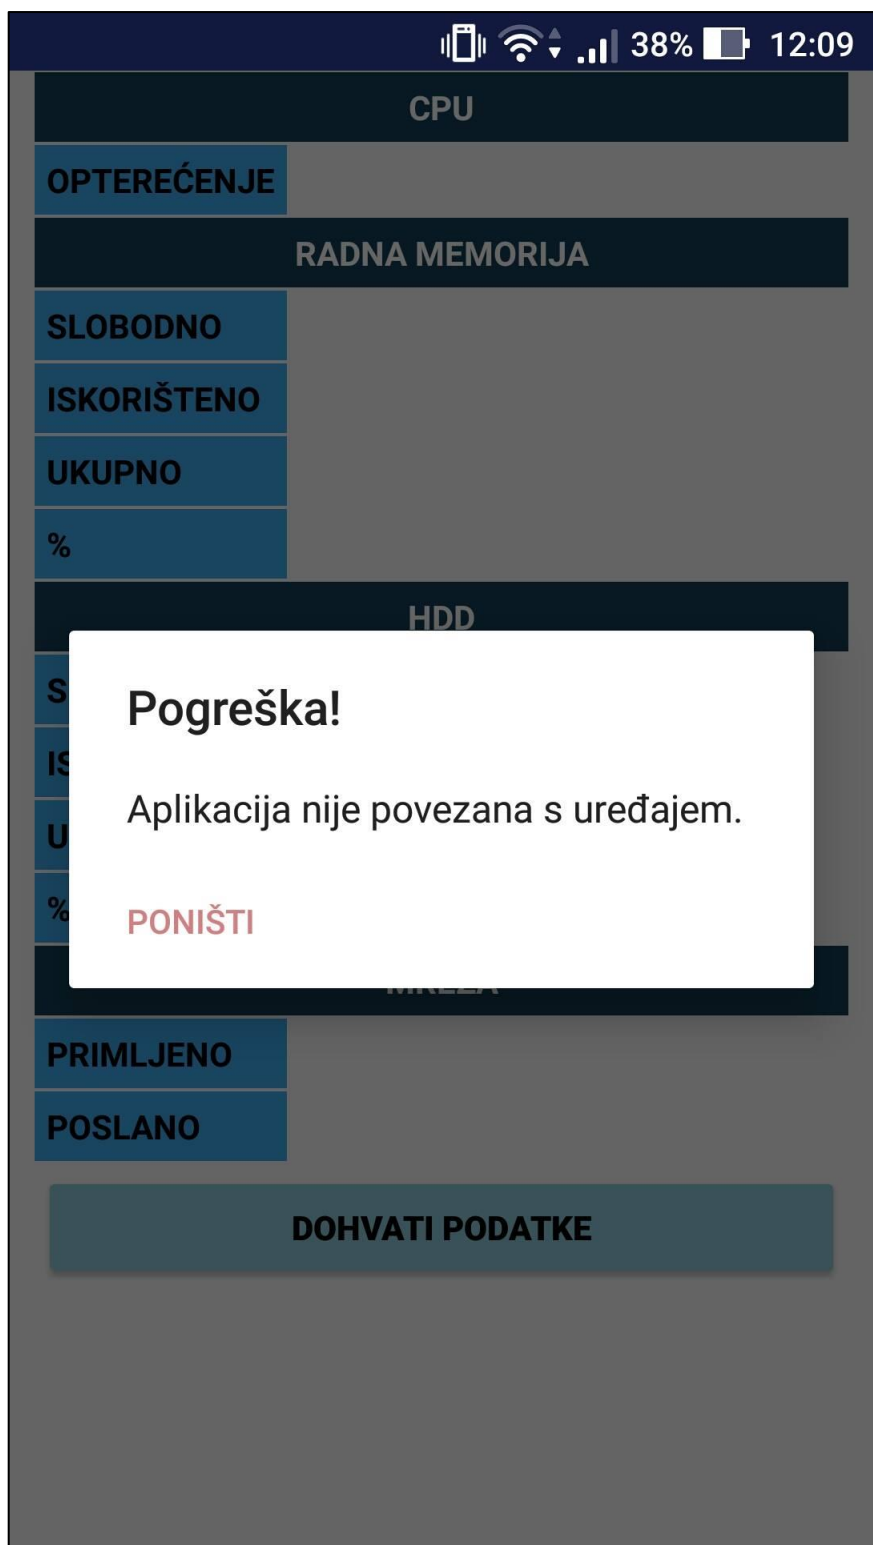 38% 12:09
CPU
OPTEREĆENJE
RADNA MEMORIJA
SLOBODNO
ISKORIŠTENO
UKUPNO
%
HDD
Pogreška!
Aplikacija nije povezana s uređajem.
PONIŠTI
%
MREŽA
PRIMLJENO
POSLANO
DOHVATI PODATKE